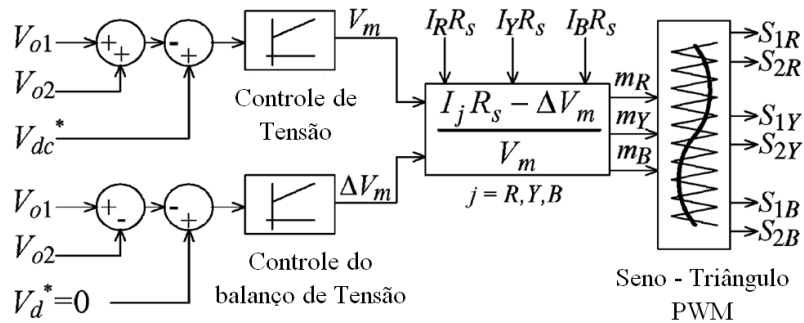 I_R R_s I_Y R_s I_B R_s
V_o1
V_o2
V_dc*
+ +
- +
V_m
Controle de
Tensão
V_o1
V_o2
V_d*=0
+ -
- +
ΔV_m
Controle do
balanço de Tensão
I_j R_s - ΔV_m
V_m
j = R,Y,B
m_R
m_Y
m_B
S_1R
S_2R
S_1Y
S_2Y
S_1B
S_2B
Seno - Triângulo
PWM